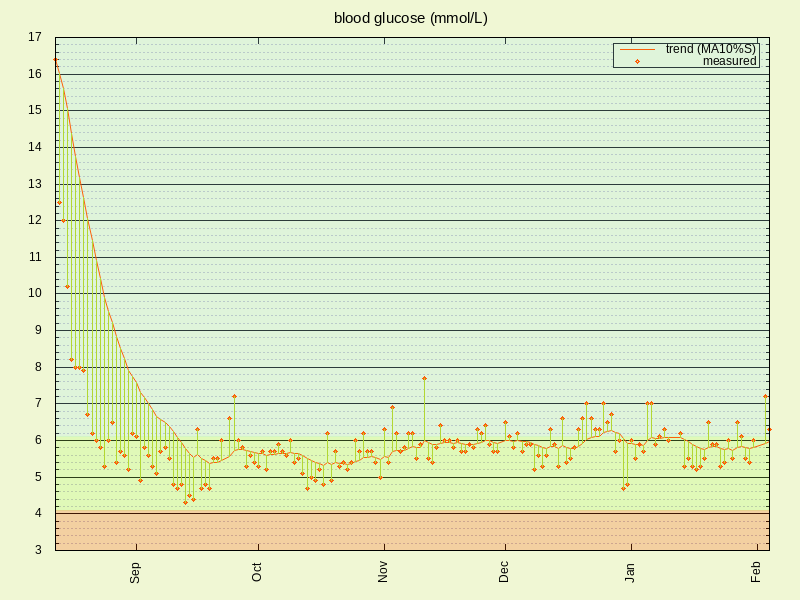 blood glucose (mmol/L)
trend (MA10%S)
measured
17
16
15
14
13
12
11
10
9
8
7
6
5
4
3
Sep
Oct
Nov
Dec
Jan
Feb